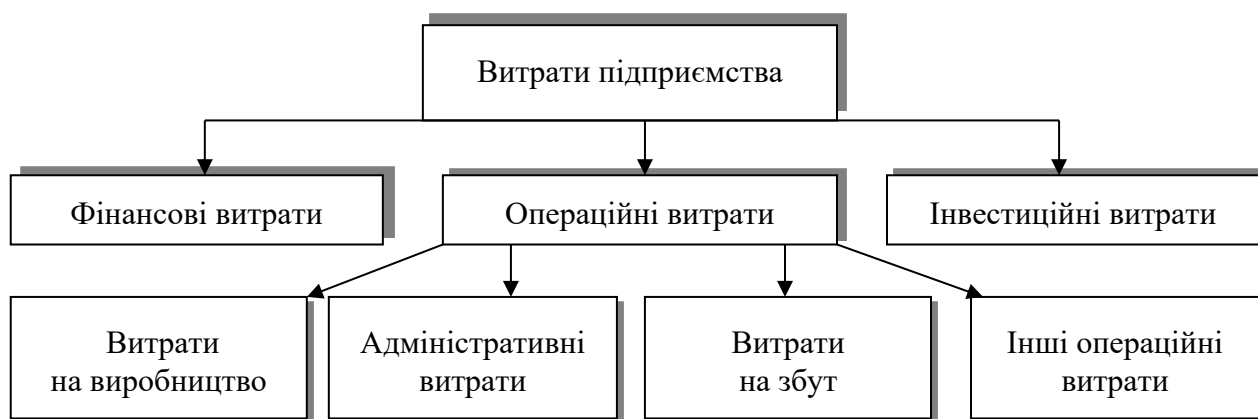 Витрати підприємства
Фінансові витрати
Операційні витрати
Інвестиційні витрати
Витрати
на виробництво
Адміністративні
витрати
Витрати
на збут
Інші операційні
витрати